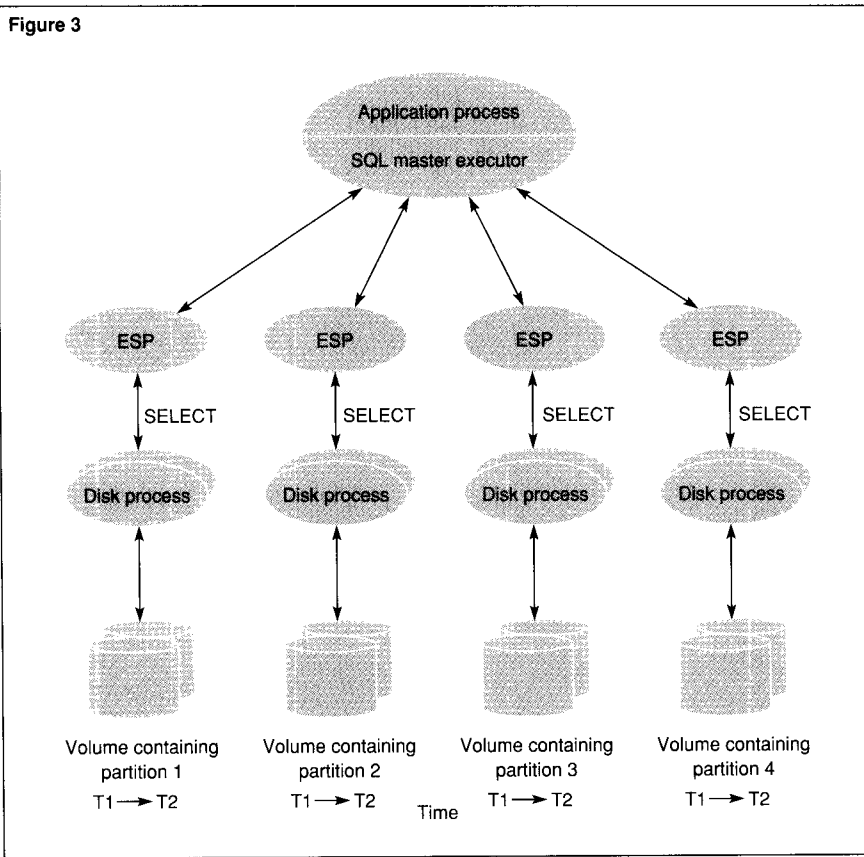 Figure 3
Application process
SQL master executor
ESP ESP ESP ESP
SELECT SELECT SELECT SELECT
Disk process Disk process Disk process Disk process
Volume containing partition 1
Volume containing partition 2
Volume containing partition 3
Volume containing partition 4
T1 → T2 T1 → T2 T1 → T2 T1 → T2
Time